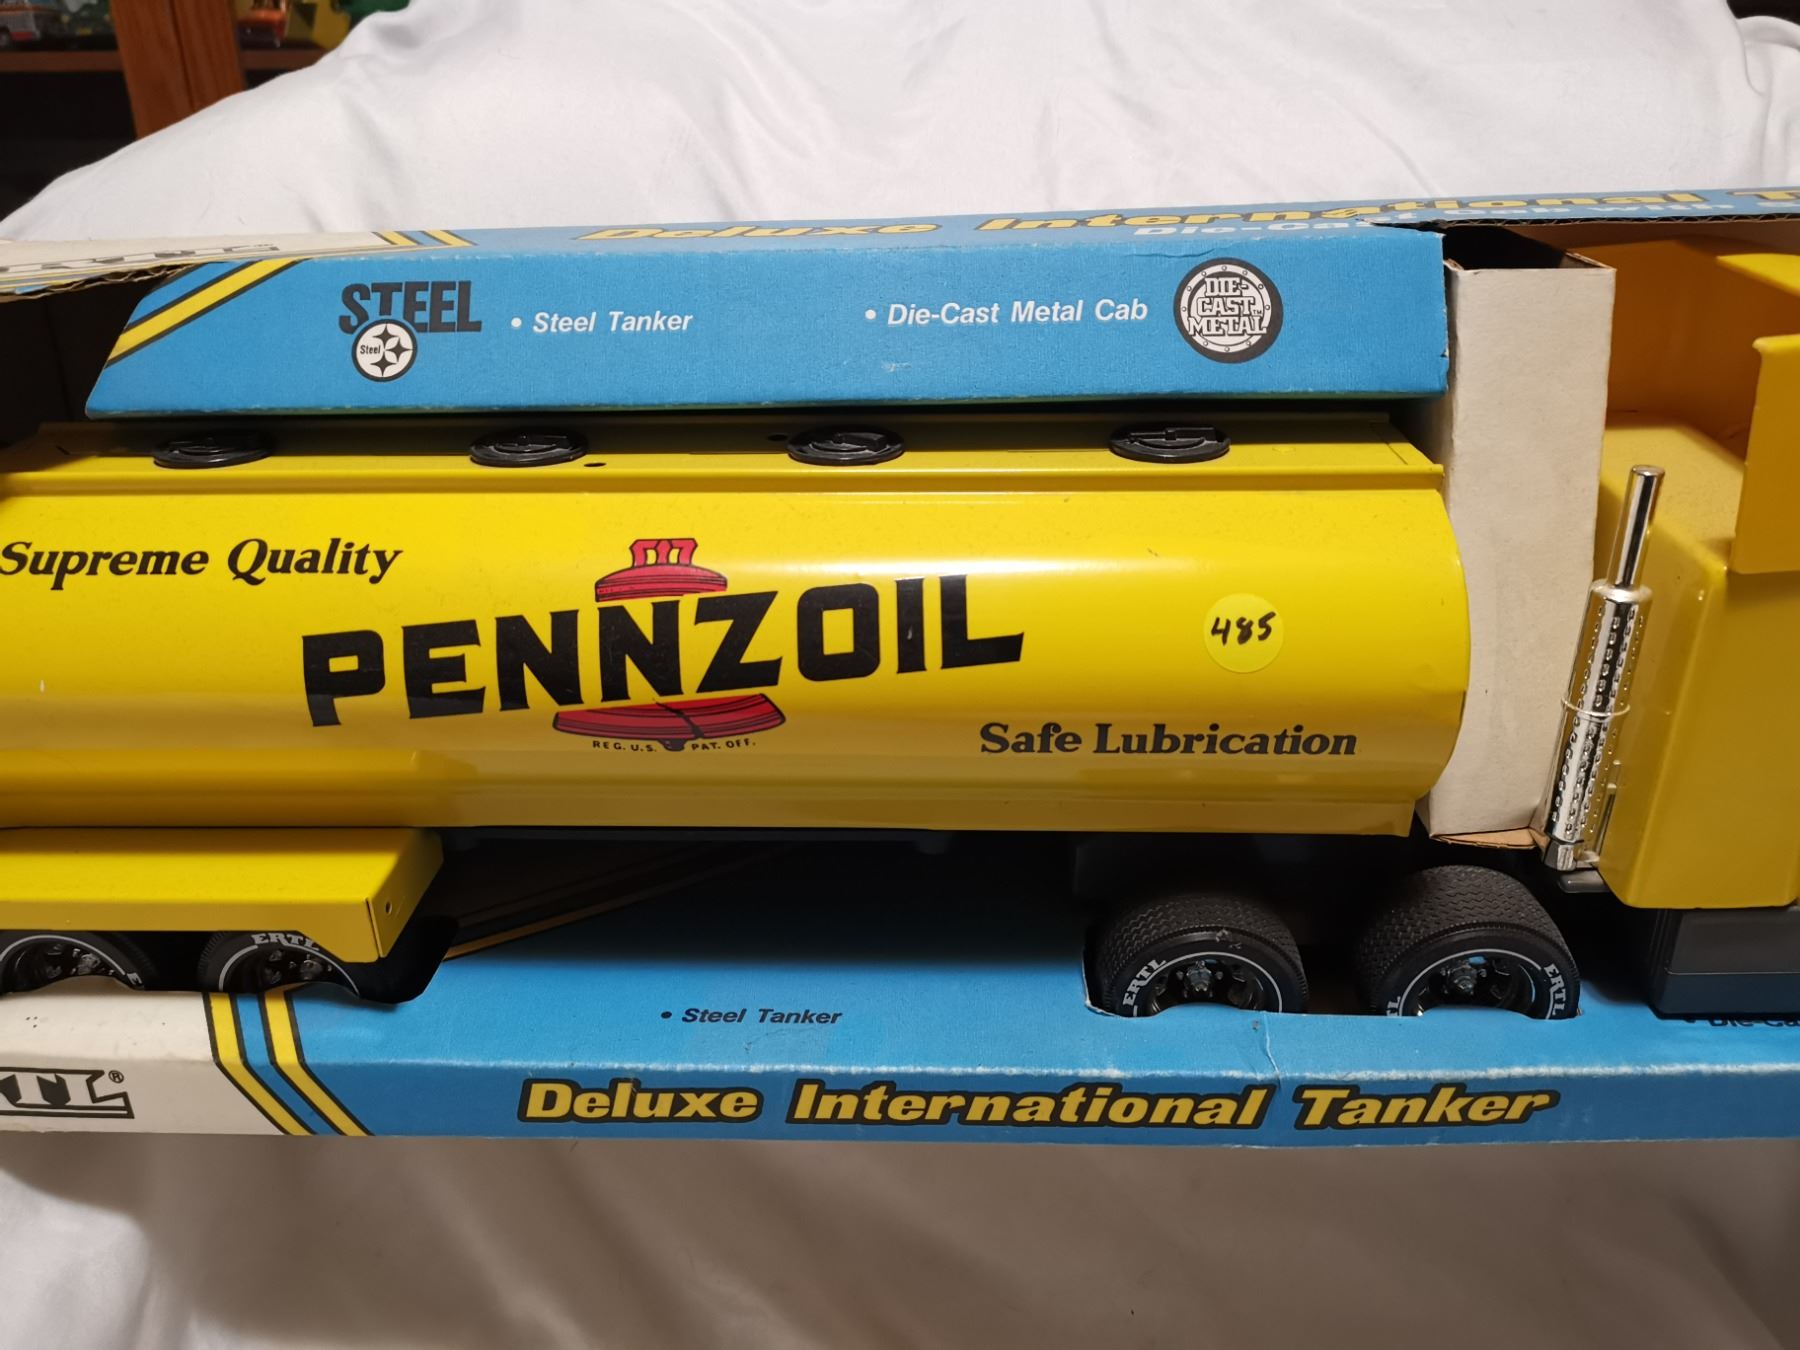 Deluxe International
STEEL
Steel
• Steel Tanker
• Die-Cast Metal Cab
DIE-
CAST
METAL™
Supreme Quality
PENNZOIL
REG. U.S. PAT. OFF.
485
Safe Lubrication
ERTL
ERTL
ERTL
• Steel Tanker
Deluxe International Tanker